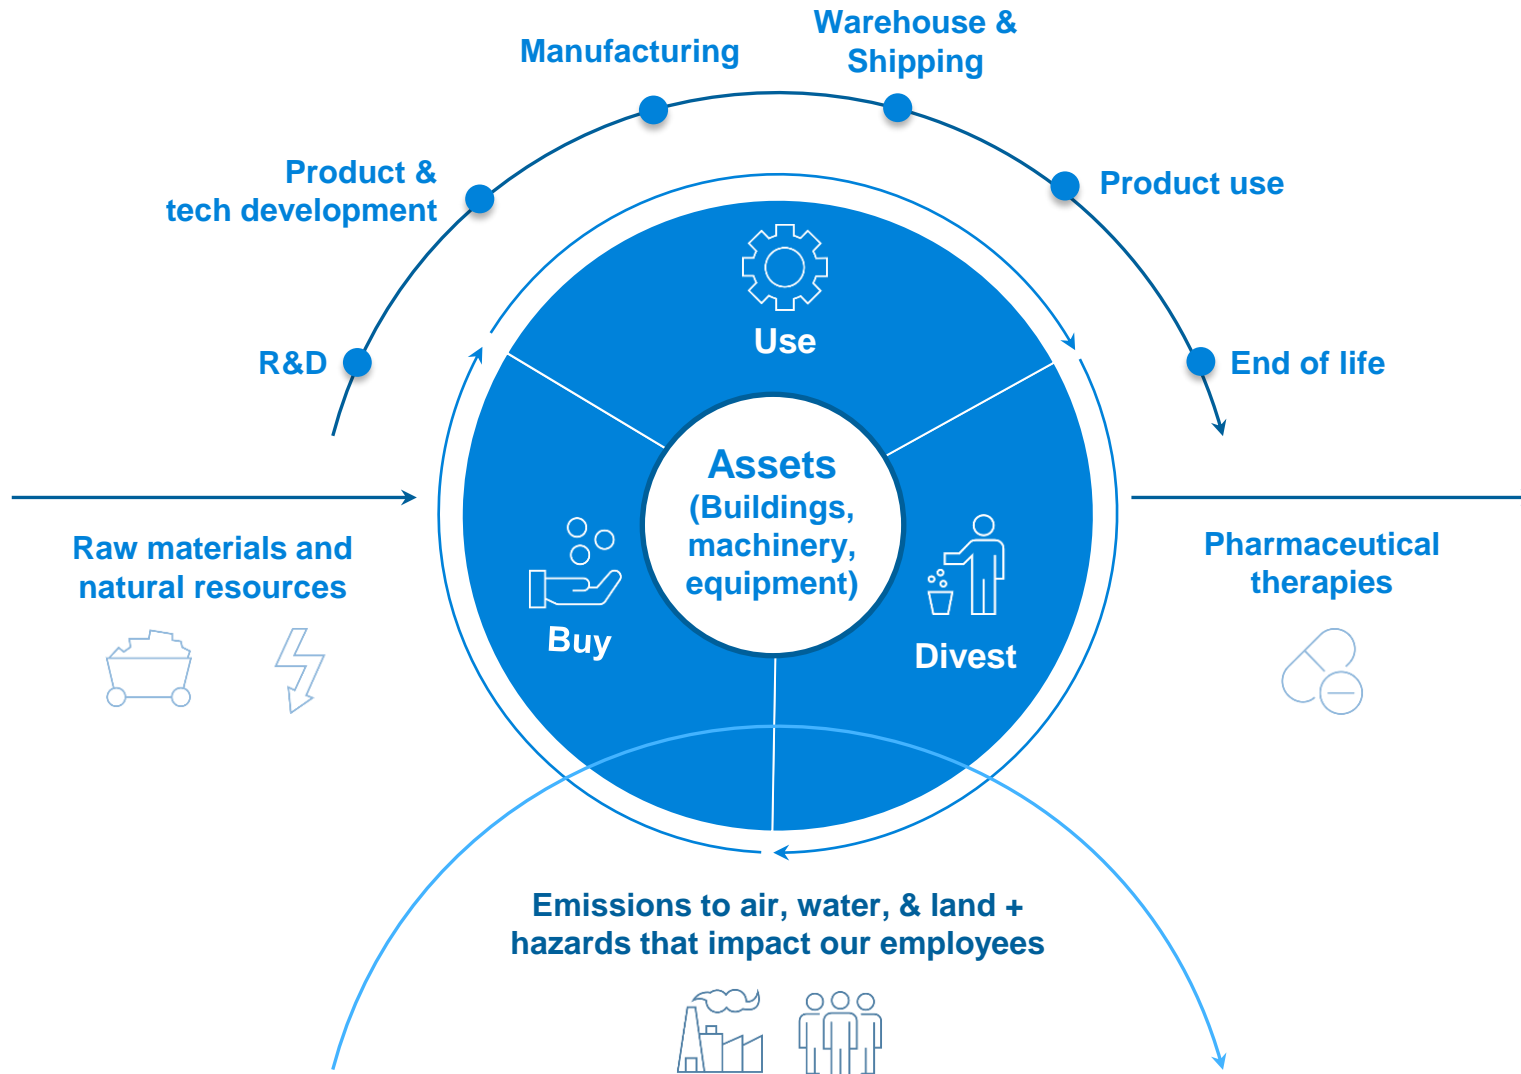 Warehouse &
Shipping
Manufacturing
Product &
tech development
Product use
R&D
End of life
Use
Assets
(Buildings,
machinery,
equipment)
Buy
Divest
Raw materials and
natural resources
Pharmaceutical
therapies
Emissions to air, water, & land +
hazards that impact our employees